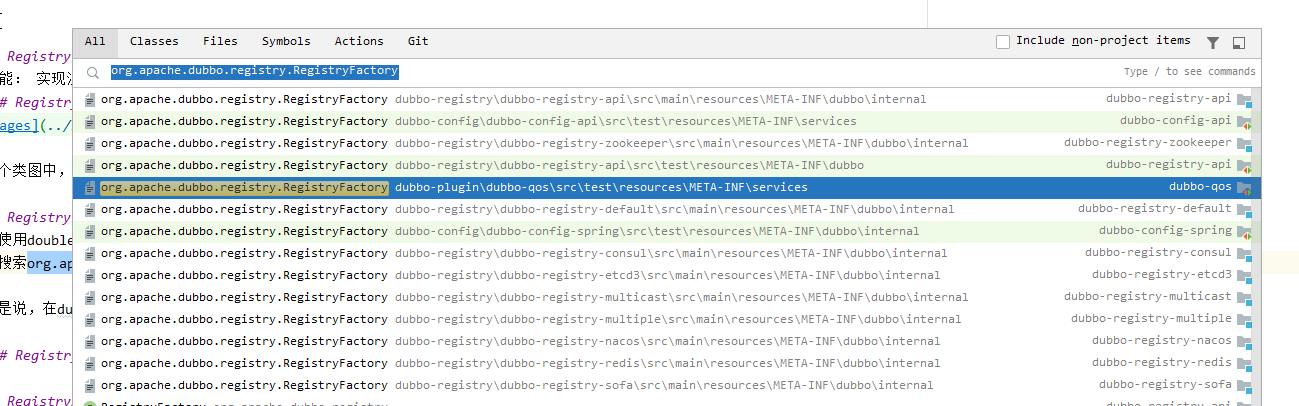 All Classes Files Symbols Actions Git Include non-project items
Registry
org.apache.dubbo.registry.RegistryFactory Type / to see commands
能： 实现
# Regist
org.apache.dubbo.registry.RegistryFactory dubbo-registry\dubbo-registry-api\src\main\resources\META-INF\dubbo\internal dubbo-registry-api
ages](../
org.apache.dubbo.registry.RegistryFactory dubbo-config\dubbo-config-api\src\test\resources\META-INF\services dubbo-config-api
org.apache.dubbo.registry.RegistryFactory dubbo-registry\dubbo-registry-zookeeper\src\main\resources\META-INF\dubbo\internal dubbo-registry-zookeeper
个类图中，
org.apache.dubbo.registry.RegistryFactory dubbo-registry\dubbo-registry-api\src\test\resources\META-INF\dubbo dubbo-registry-api
org.apache.dubbo.registry.RegistryFactory dubbo-plugin\dubbo-qos\src\test\resources\META-INF\services dubbo-qos
Registry
org.apache.dubbo.registry.RegistryFactory dubbo-registry\dubbo-registry-default\src\main\resources\META-INF\dubbo\internal dubbo-registry-default
使用double
org.apache.dubbo.registry.RegistryFactory dubbo-config\dubbo-config-spring\src\test\resources\META-INF\dubbo\internal dubbo-config-spring
搜索org.ap
org.apache.dubbo.registry.RegistryFactory dubbo-registry\dubbo-registry-consul\src\main\resources\META-INF\dubbo\internal dubbo-registry-consul
org.apache.dubbo.registry.RegistryFactory dubbo-registry\dubbo-registry-etcd3\src\main\resources\META-INF\dubbo\internal dubbo-registry-etcd3
是说，在du
org.apache.dubbo.registry.RegistryFactory dubbo-registry\dubbo-registry-multicast\src\main\resources\META-INF\dubbo\internal dubbo-registry-multicast
org.apache.dubbo.registry.RegistryFactory dubbo-registry\dubbo-registry-multiple\src\main\resources\META-INF\dubbo\internal dubbo-registry-multiple
org.apache.dubbo.registry.RegistryFactory dubbo-registry\dubbo-registry-nacos\src\main\resources\META-INF\dubbo\internal dubbo-registry-nacos
# Registr
org.apache.dubbo.registry.RegistryFactory dubbo-registry\dubbo-registry-redis\src\main\resources\META-INF\dubbo\internal dubbo-registry-redis
org.apache.dubbo.registry.RegistryFactory dubbo-registry\dubbo-registry-sofa\src\main\resources\META-INF\dubbo\internal dubbo-registry-sofa
Registry
RegistryFactory org.apache.dubbo.registry dubbo-registry-api